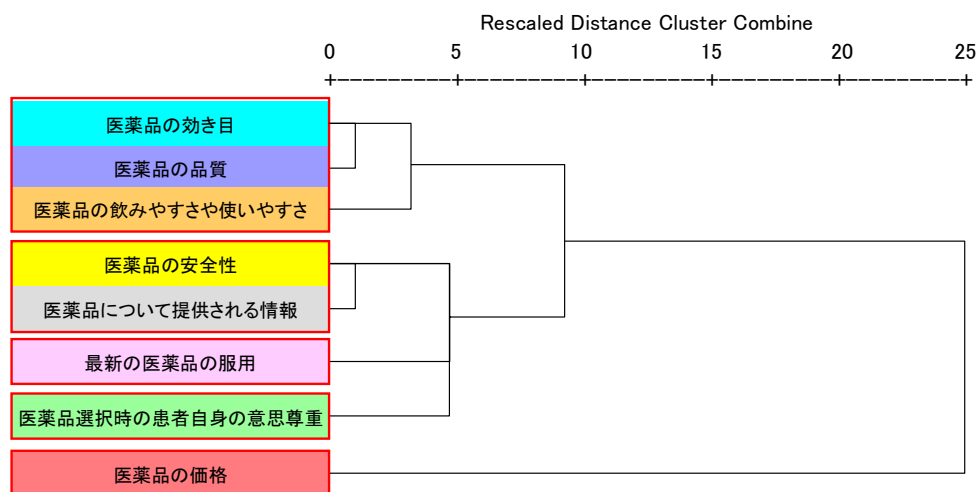 Rescaled Distance Cluster Combine
0 5 10 15 20 25
+---------+---------+---------+---------+---------+
医薬品の効き目
医薬品の品質
医薬品の飲みやすさや使いやすさ
医薬品の安全性
医薬品について提供される情報
最新の医薬品の服用
医薬品選択時の患者自身の意思尊重
医薬品の価格